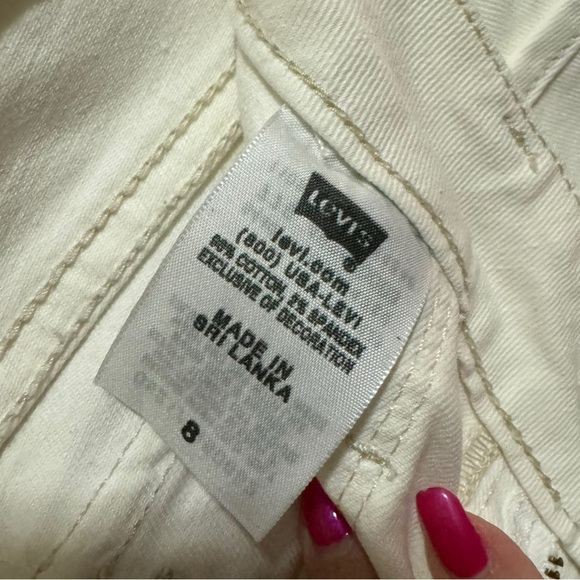 LEVI'S
®
levi.com
(800) USA-LEVI
98% COTTON 2% SPANDEX
EXCLUSIVE OF DECORATION
MADE IN
SRI LANKA
8